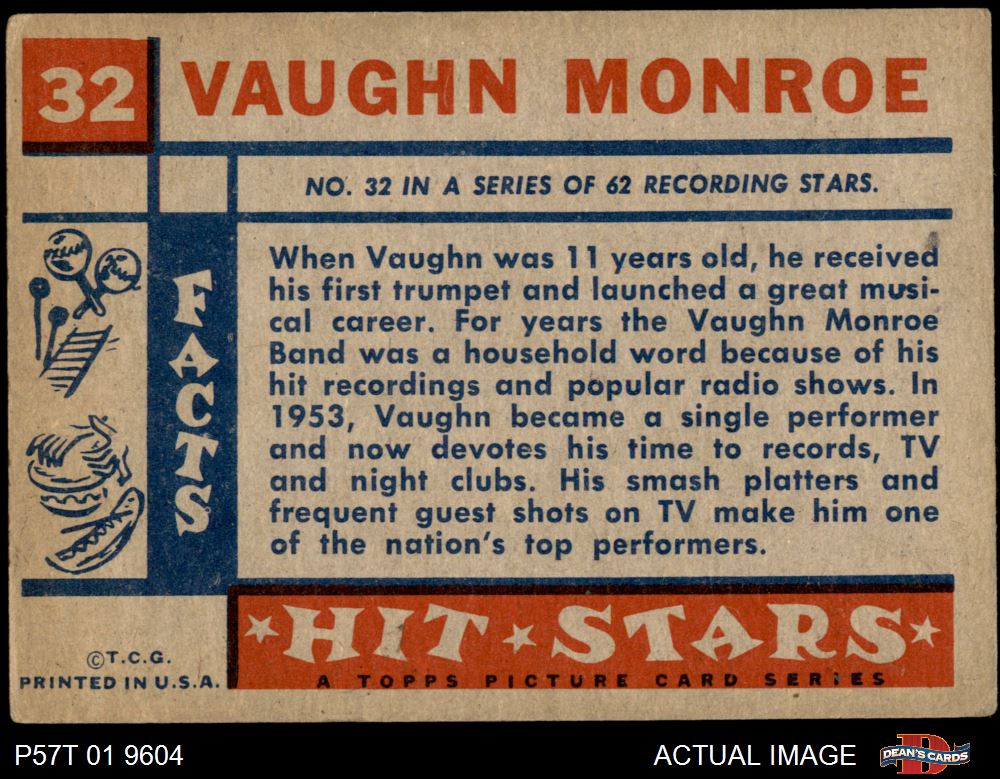 32
VAUGHN MONROE
NO. 32 IN A SERIES OF 62 RECORDING STARS.
FACTS
When Vaughn was 11 years old, he received
his first trumpet and launched a great musi-
cal career. For years the Vaughn Monroe
Band was a household word because of his
hit recordings and popular radio shows. In
1953, Vaughn became a single performer
and now devotes his time to records, TV
and night clubs. His smash platters and
frequent guest shots on TV make him one
of the nation's top performers.
HIT STARS
A TOPPS PICTURE CARD SERIES
©T.C.G.
PRINTED IN U.S.A.
P57T 01 9604
ACTUAL IMAGE
D
DEAN'S CARDS